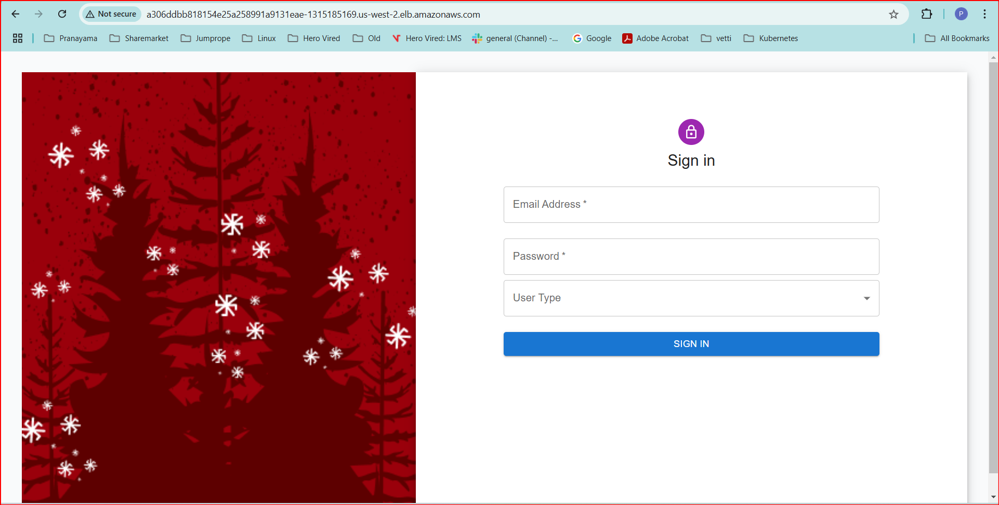 Not secure a306ddbb818154e25a258991a9131eae-1315185169.us-west-2.elb.amazonaws.com P
Pranayama Sharemarket Jumprope Linux Hero Vired Old Hero Vired: LMS general (Channel) -... Google Adobe Acrobat vetti Kubernetes All Bookmarks
Sign in
Email Address *
Password *
User Type
SIGN IN